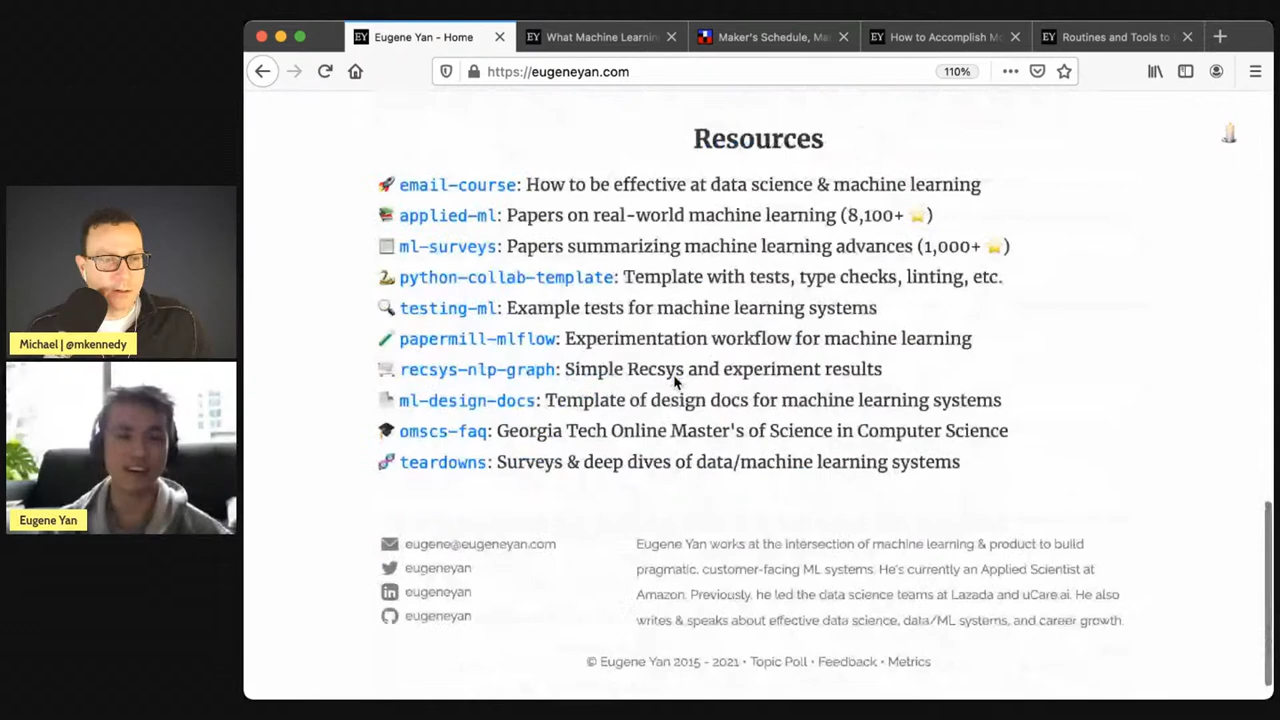 Eugene Yan - Home
What Machine Learnin
Maker's Schedule, Ma
How to Accomplish Mo
Routines and Tools to
https://eugeneyan.com
110%
Resources
email-course: How to be effective at data science & machine learning
applied-ml: Papers on real-world machine learning (8,100+ ⭐)
ml-surveys: Papers summarizing machine learning advances (1,000+ ⭐)
python-collab-template: Template with tests, type checks, linting, etc.
testing-ml: Example tests for machine learning systems
papermill-mlflow: Experimentation workflow for machine learning
recsys-nlp-graph: Simple Recsys and experiment results
ml-design-docs: Template of design docs for machine learning systems
omscs-faq: Georgia Tech Online Master's of Science in Computer Science
teardowns: Surveys & deep dives of data/machine learning systems
eugene@eugeneyan.com
eugeneyan
eugeneyan
eugeneyan
Eugene Yan works at the intersection of machine learning & product to build
pragmatic, customer-facing ML systems. He's currently an Applied Scientist at
Amazon. Previously, he led the data science teams at Lazada and uCare.ai. He also
writes & speaks about effective data science, data/ML systems, and career growth.
© Eugene Yan 2015 - 2021 • Topic Poll • Feedback • Metrics
Michael | @mkennedy
Eugene Yan